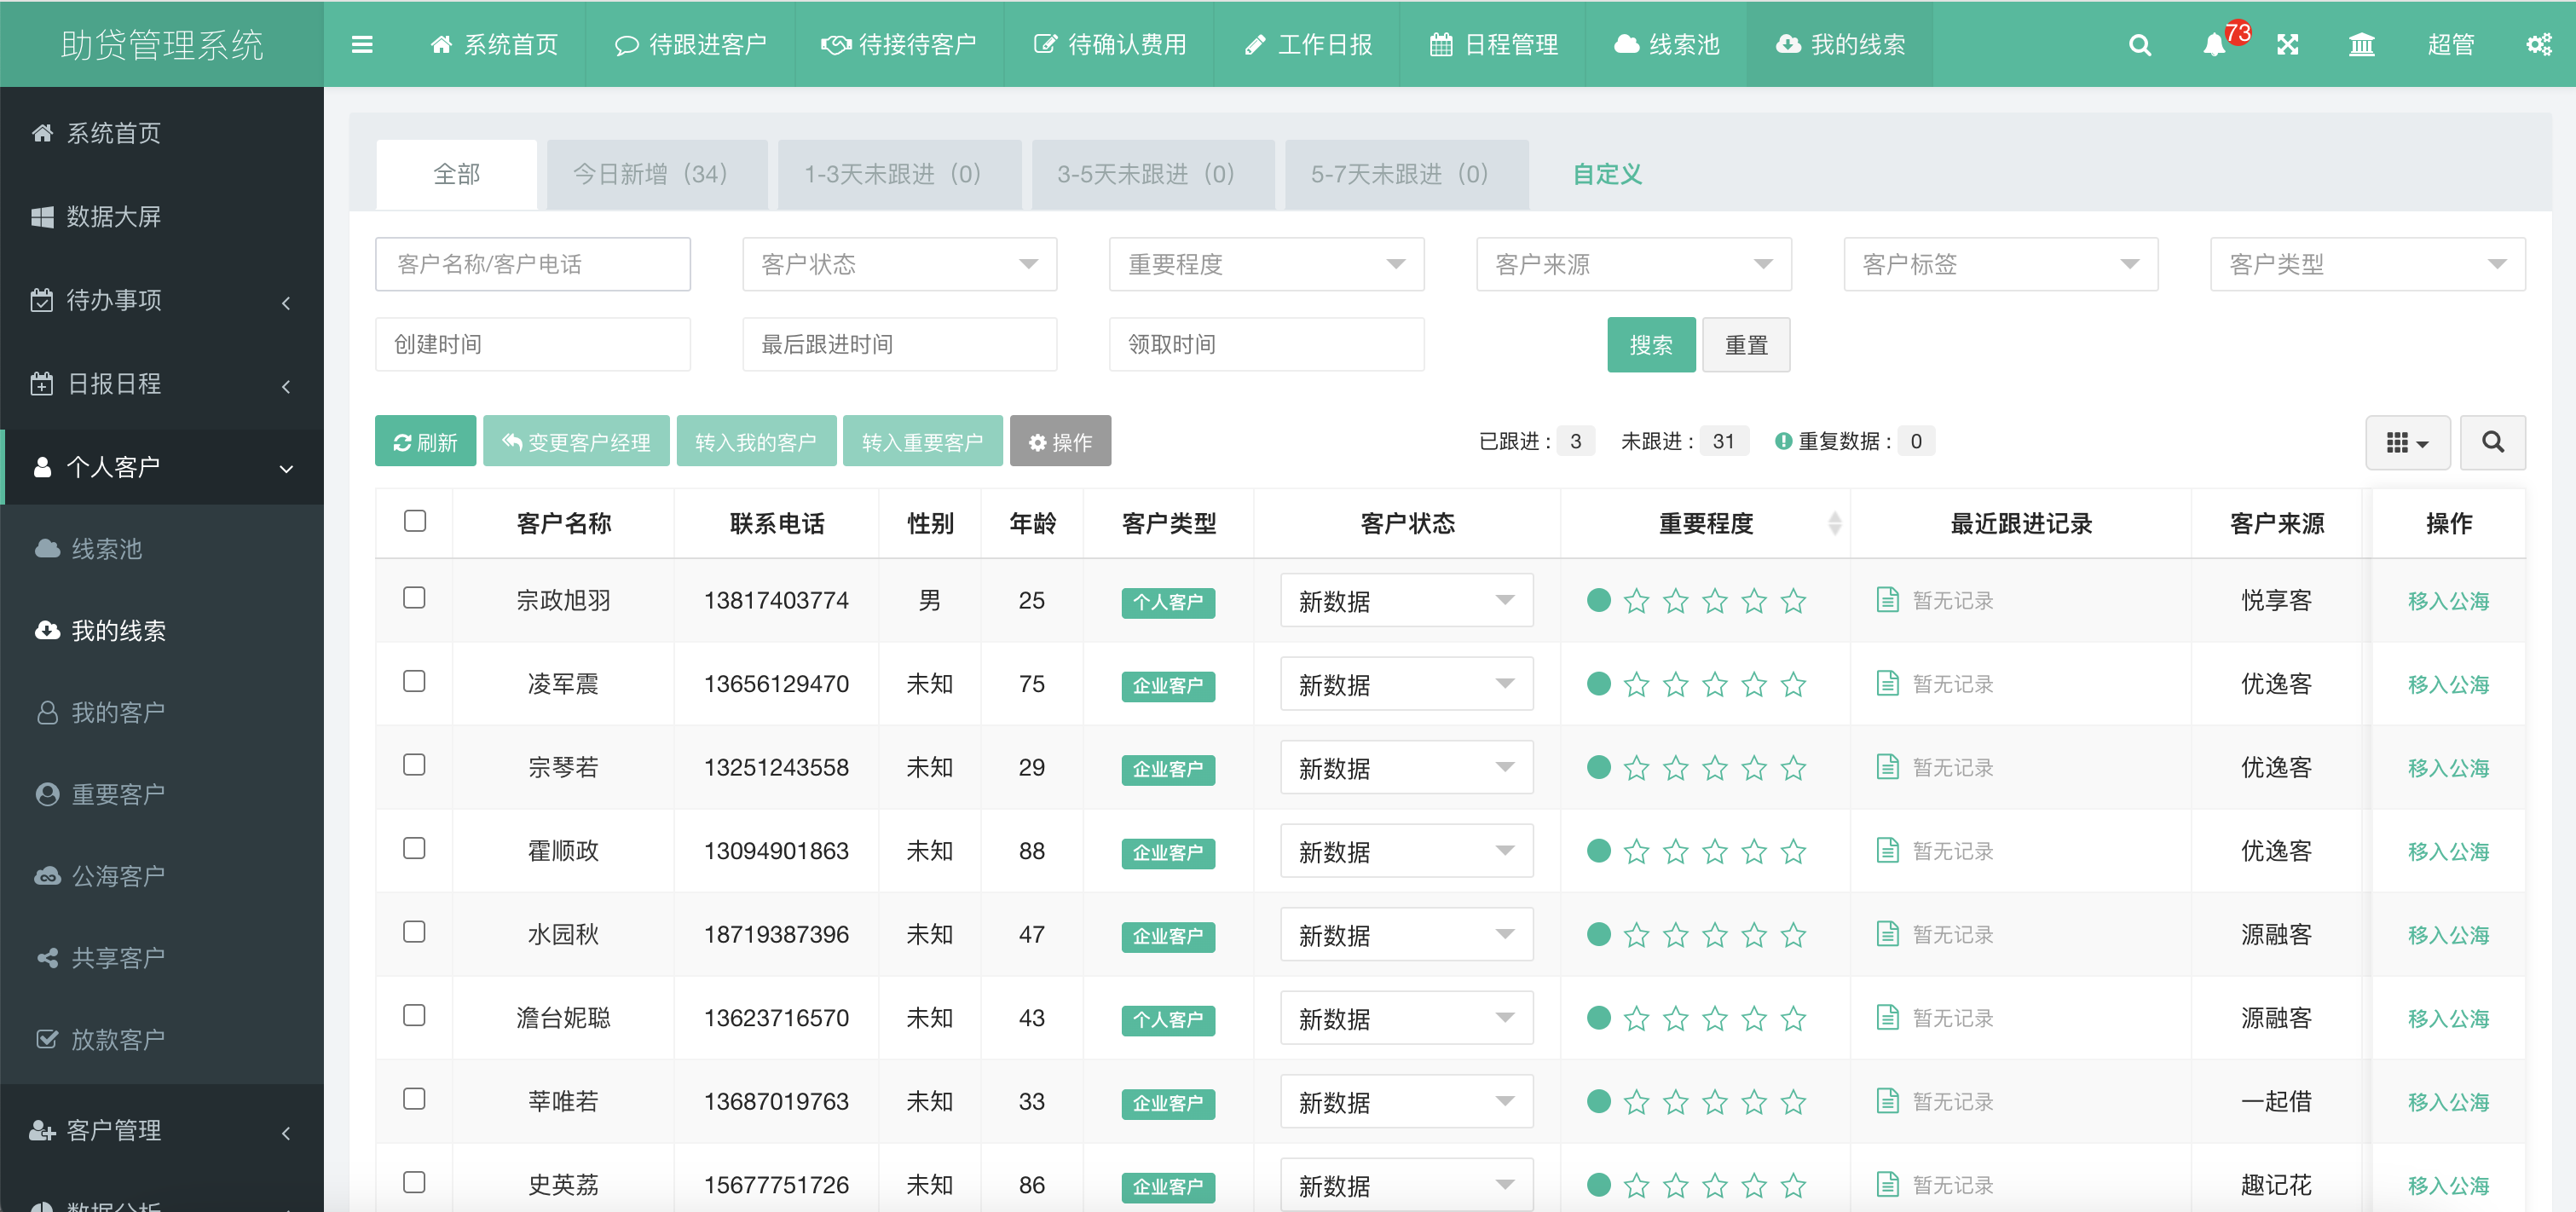 助贷管理系统
系统首页 待跟进客户 待接待客户 待确认费用 工作日报 日程管理 线索池 我的线索 73 超管
系统首页
数据大屏
待办事项
日报日程
个人客户
线索池
我的线索
我的客户
重要客户
公海客户
共享客户
放款客户
客户管理
数据分析
全部 今日新增（34） 1-3天未跟进（0） 3-5天未跟进（0） 5-7天未跟进（0） 自定义
客户名称/客户电话 客户状态 重要程度 客户来源 客户标签 客户类型
创建时间 最后跟进时间 领取时间 搜索 重置
刷新 变更客户经理 转入我的客户 转入重要客户 操作 已跟进 : 3 未跟进 : 31 重复数据 : 0
客户名称 联系电话 性别 年龄 客户类型 客户状态 重要程度 最近跟进记录 客户来源 操作
宗政旭羽 13817403774 男 25 个人客户 新数据 暂无记录 悦享客 移入公海
凌军震 13656129470 未知 75 企业客户 新数据 暂无记录 优逸客 移入公海
宗琴若 13251243558 未知 29 企业客户 新数据 暂无记录 优逸客 移入公海
霍顺政 13094901863 未知 88 企业客户 新数据 暂无记录 优逸客 移入公海
水园秋 18719387396 未知 47 企业客户 新数据 暂无记录 源融客 移入公海
澹台妮聪 13623716570 未知 43 个人客户 新数据 暂无记录 源融客 移入公海
莘唯若 13687019763 未知 33 企业客户 新数据 暂无记录 一起借 移入公海
史英荔 15677751726 未知 86 企业客户 新数据 暂无记录 趣记花 移入公海